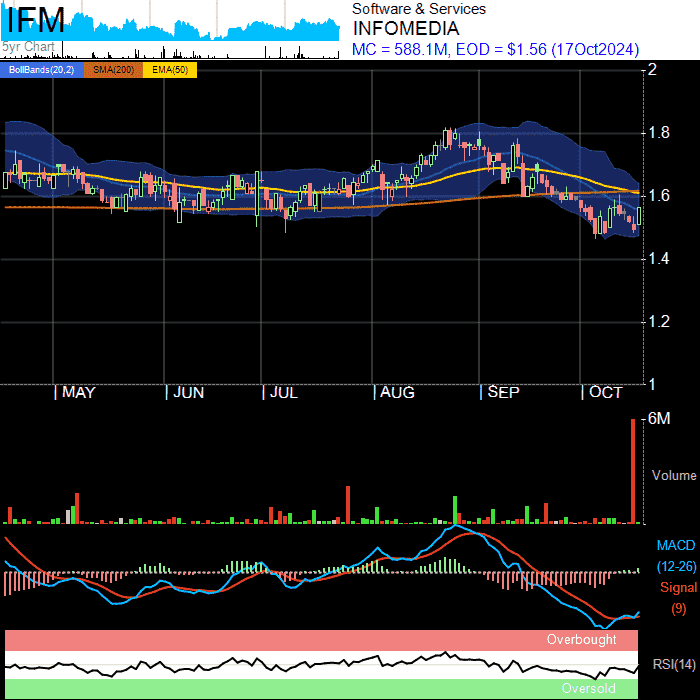 IFM
5yr Chart
Software & Services
INFOMEDIA
MC = 588.1M, EOD = $1.56 (17Oct2024)
BollBands(20,2) SMA(200) EMA(50)
2
1.8
1.6
1.4
1.2
1
MAY JUN JUL AUG SEP OCT
6M
Volume
MACD
(12-26)
Signal
(9)
Overbought
RSI(14)
Oversold